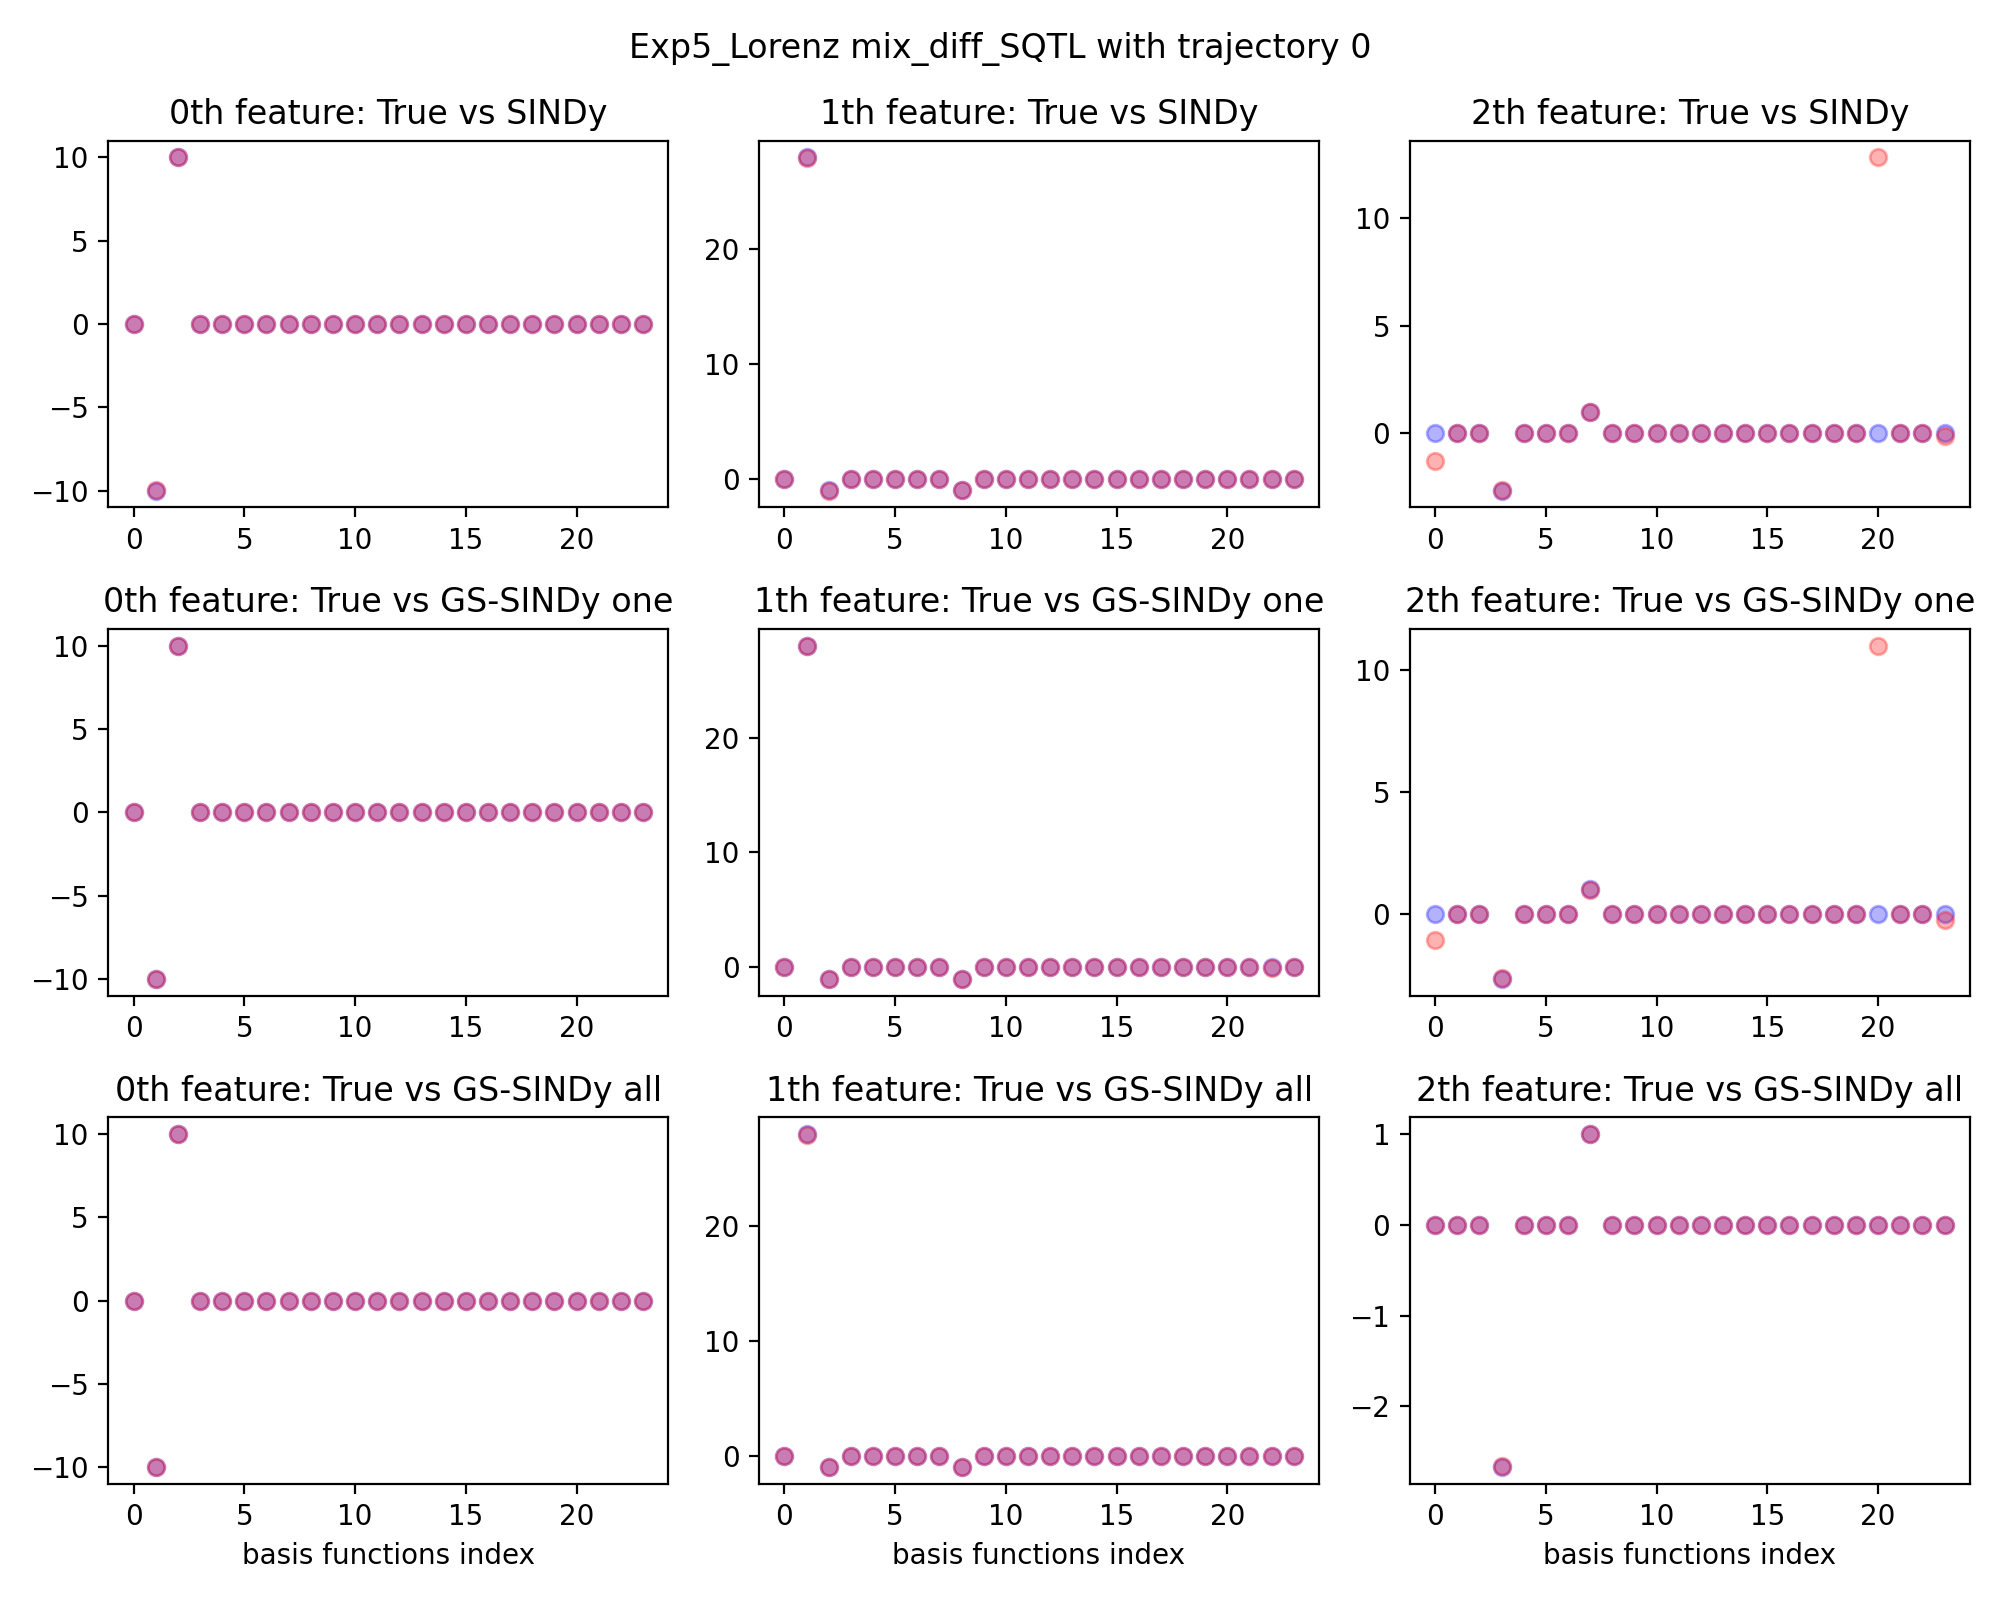 Exp5_Lorenz mix_diff_SQTL with trajectory 0
0th feature: True vs SINDy
1th feature: True vs SINDy
2th feature: True vs SINDy
10
5
0
−5
−10
0 5 10 15 20
20
10
0
0 5 10 15 20
10
5
0
0 5 10 15 20
0th feature: True vs GS-SINDy one
1th feature: True vs GS-SINDy one
2th feature: True vs GS-SINDy one
10
5
0
−5
−10
0 5 10 15 20
20
10
0
0 5 10 15 20
10
5
0
0 5 10 15 20
0th feature: True vs GS-SINDy all
1th feature: True vs GS-SINDy all
2th feature: True vs GS-SINDy all
10
5
0
−5
−10
0 5 10 15 20
basis functions index
20
10
0
0 5 10 15 20
basis functions index
1
0
−1
−2
0 5 10 15 20
basis functions index